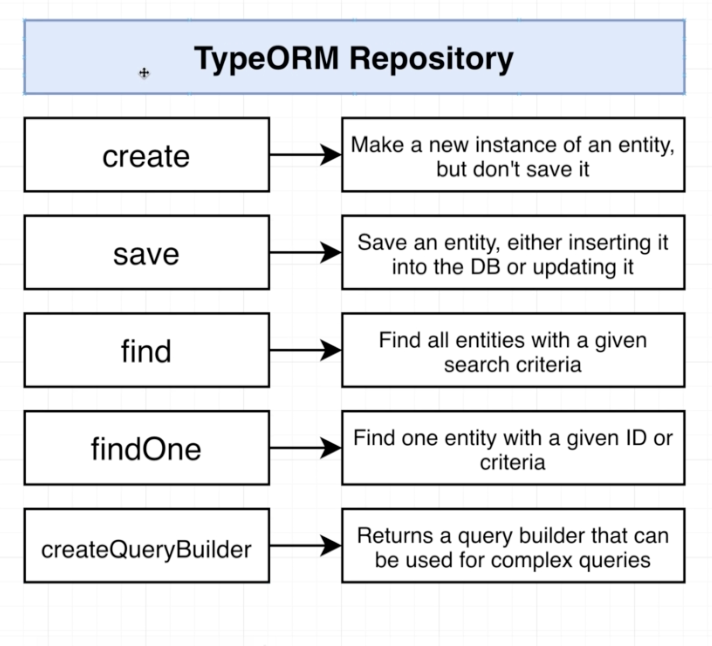 TypeORM Repository
create
Make a new instance of an entity,
but don't save it
save
Save an entity, either inserting it
into the DB or updating it
find
Find all entities with a given
search criteria
findOne
Find one entity with a given ID or
criteria
createQueryBuilder
Returns a query builder that can
be used for complex queries